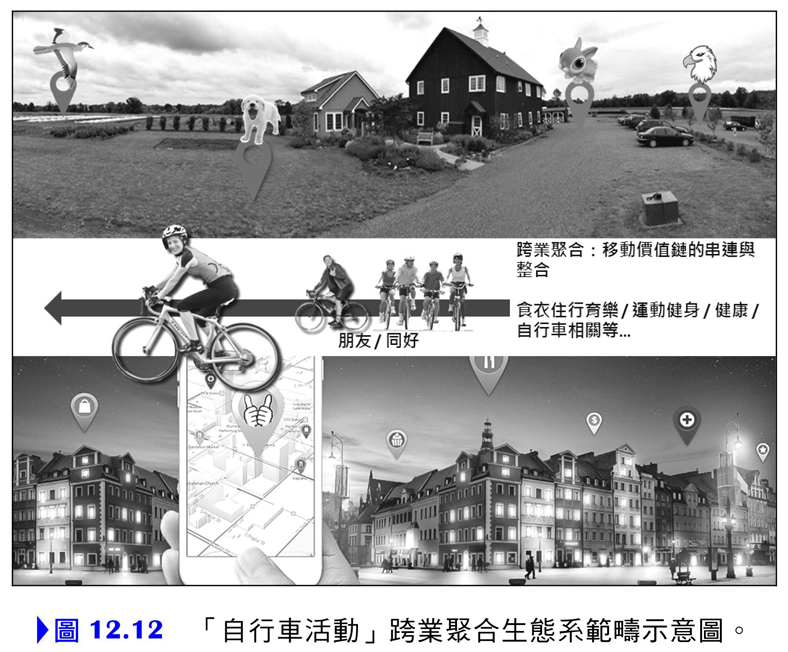 跨業聚合：移動價值鏈的串連與
整合
食衣住行育樂 / 運動健身 / 健康 /
自行車相關等...
朋友 / 同好
$
圖 12.12 「自行車活動」跨業聚合生態系範疇示意圖。